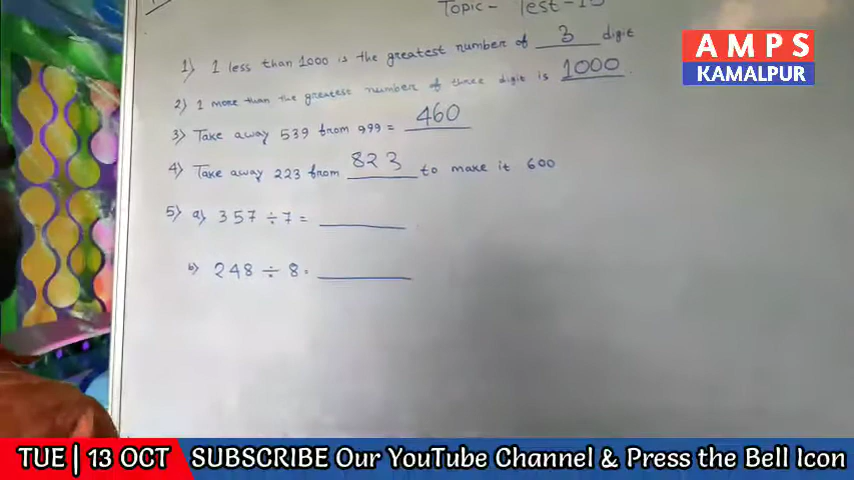 Topic - Test - 15
AMPS
KAMALPUR
1) 1 less than 1000 is the greatest number of 3 digit
2) 1 more than the greatest number of three digit is 1000.
3) Take away 539 from 999 = 460
4) Take away 223 from 823 to make it 600
5) a) 357 ÷ 7 =
b) 248 ÷ 8 =
TUE | 13 OCT SUBSCRIBE Our YouTube Channel & Press the Bell Icon